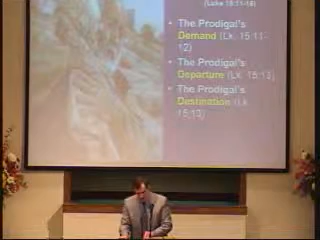 (Luke 15:11-16)
• The Prodigal's
Demand (Lk. 15:11-
12)
• The Prodigal's
Departure (Lk. 15:13)
• The Prodigal's
Destination (Lk.
15:13)